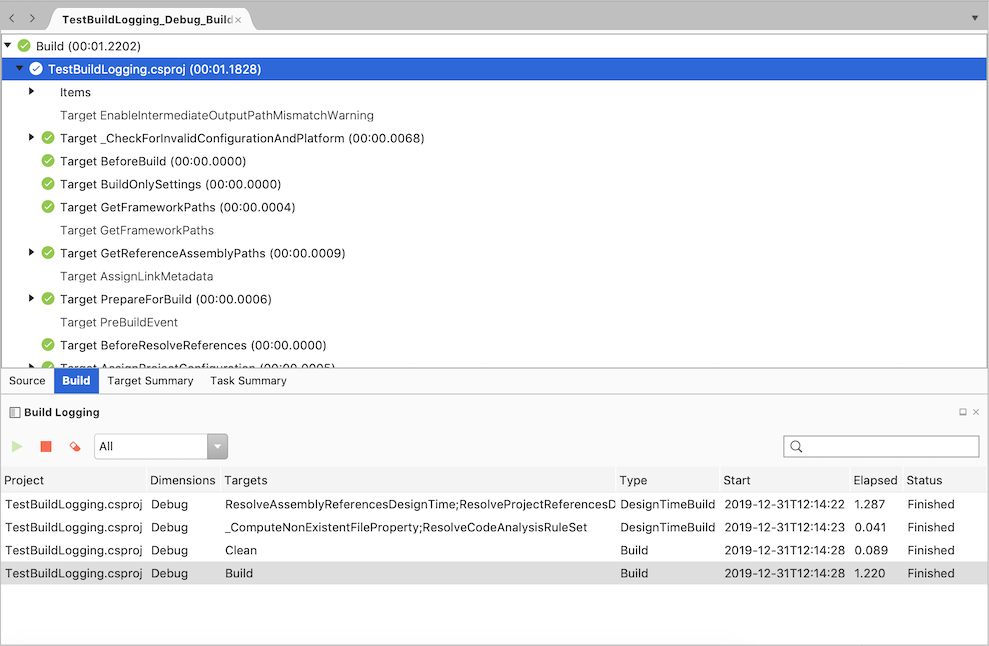 TestBuildLogging_Debug_Build
Build (00:01.2202)
TestBuildLogging.csproj (00:01.1828)
Items
Target EnableIntermediateOutputPathMismatchWarning
Target _CheckForInvalidConfigurationAndPlatform (00:00.0068)
Target BeforeBuild (00:00.0000)
Target BuildOnlySettings (00:00.0000)
Target GetFrameworkPaths (00:00.0004)
Target GetFrameworkPaths
Target GetReferenceAssemblyPaths (00:00.0009)
Target AssignLinkMetadata
Target PrepareForBuild (00:00.0006)
Target PreBuildEvent
Target BeforeResolveReferences (00:00.0000)
Target AssignProjectConfiguration (00:00.0005)
Source Build Target Summary Task Summary
Build Logging
All
Project Dimensions Targets Type Start Elapsed Status
TestBuildLogging.csproj Debug ResolveAssemblyReferencesDesignTime;ResolveProjectReferencesD DesignTimeBuild 2019-12-31T12:14:22 1.287 Finished
TestBuildLogging.csproj Debug _ComputeNonExistentFileProperty;ResolveCodeAnalysisRuleSet DesignTimeBuild 2019-12-31T12:14:23 0.041 Finished
TestBuildLogging.csproj Debug Clean Build 2019-12-31T12:14:28 0.089 Finished
TestBuildLogging.csproj Debug Build Build 2019-12-31T12:14:28 1.220 Finished